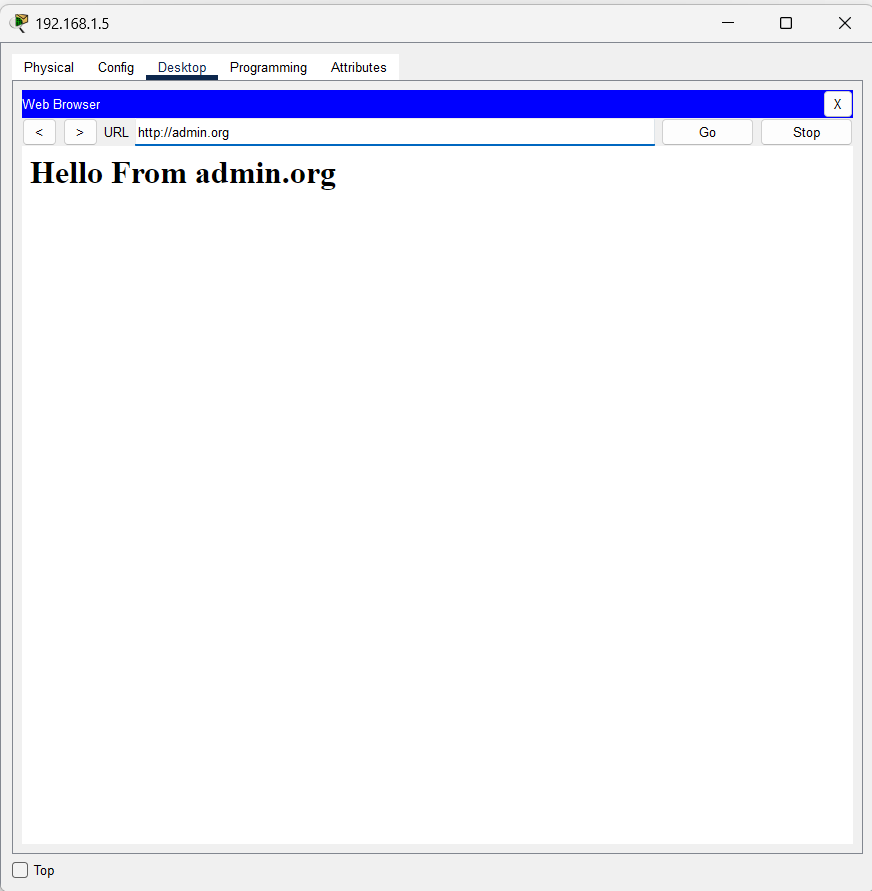 192.168.1.5
Physical Config Desktop Programming Attributes
Web Browser X
< > URL http://admin.org Go Stop
Hello From admin.org
Top